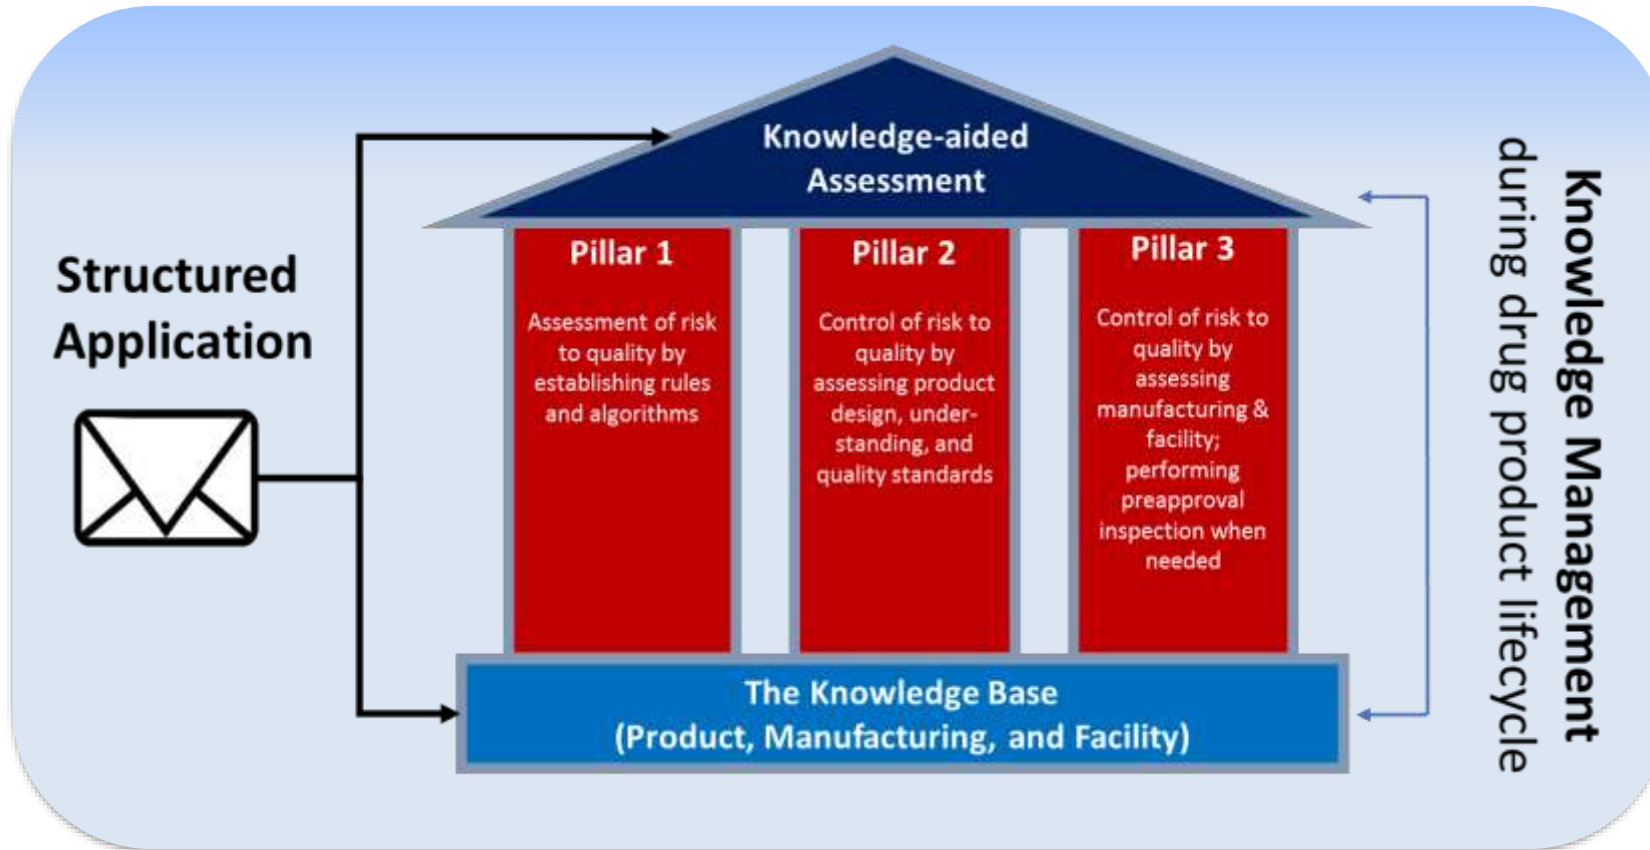 Structured
Application
Knowledge-aided
Assessment
Pillar 1
Assessment of risk
to quality by
establishing rules
and algorithms
Pillar 2
Control of risk to
quality by
assessing product
design, under-
standing, and
quality standards
Pillar 3
Control of risk to
quality by
assessing
manufacturing &
facility;
performing
preapproval
inspection when
needed
The Knowledge Base
(Product, Manufacturing, and Facility)
Knowledge Management
during drug product lifecycle